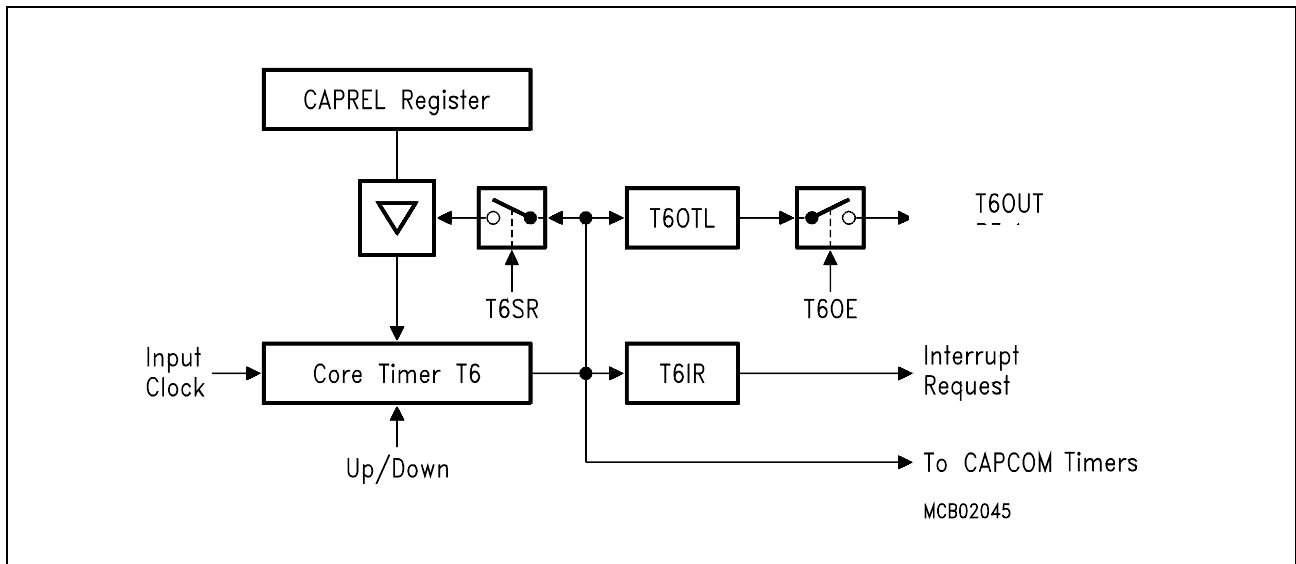 CAPREL Register
T6OTL
T6OUT
T6SR
T6OE
Input
Clock
Core Timer T6
T6IR
Interrupt
Request
Up/Down
To CAPCOM Timers
MCB02045